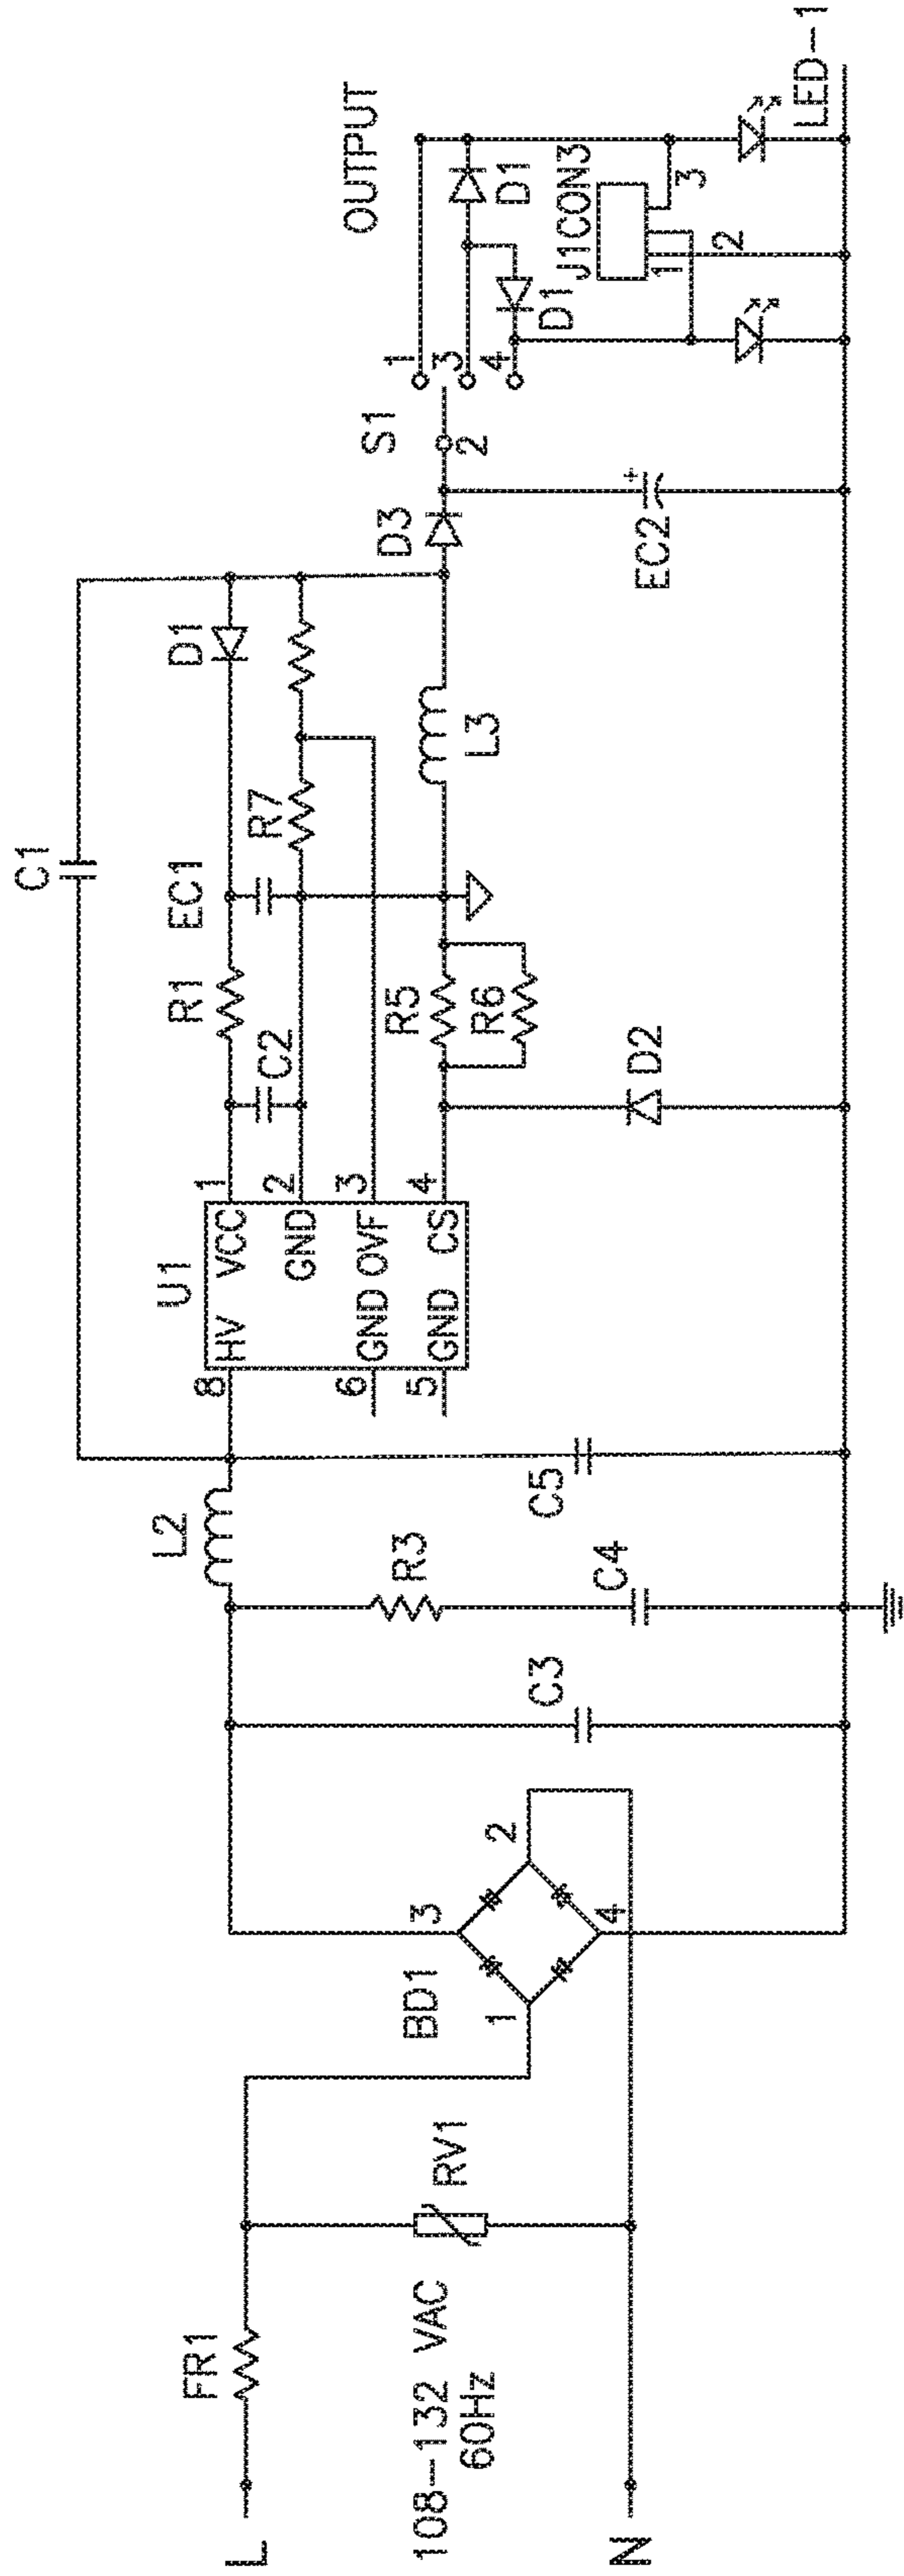 L
N
FR1
108-132 VAC
60Hz
RV1
BD1
1
2
3
4
C3
R3
C4
L2
C5
C1
U1
8
HV
VCC
1
GND
2
6
GND
OVF
3
5
GND
CS
4
R1
C2
EC1
R7
D1
R5
R6
D2
L3
D3
EC2
S1
2
1
3
4
OUTPUT
D1
D1
J1CON3
1
2
3
LED-1